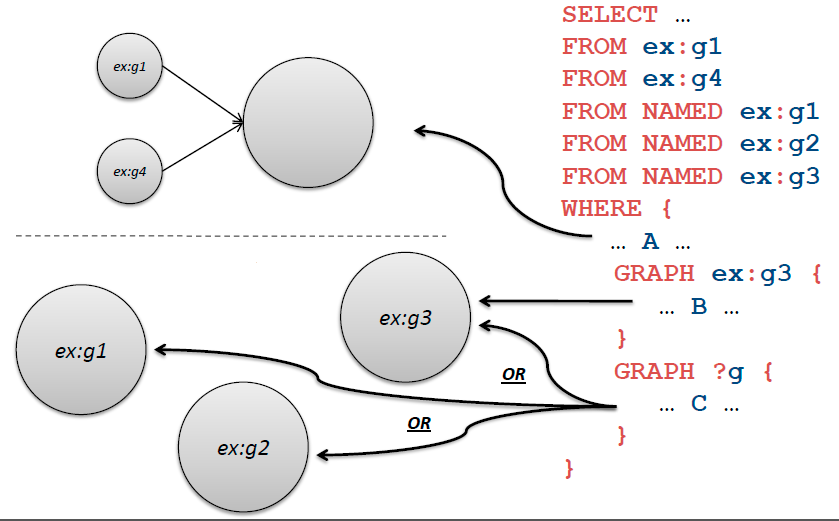 ex:g1
ex:g4
SELECT …
FROM ex:g1
FROM ex:g4
FROM NAMED ex:g1
FROM NAMED ex:g2
FROM NAMED ex:g3
WHERE {
… A …
GRAPH ex:g3 {
… B …
}
GRAPH ?g {
… C …
}
}
ex:g1
ex:g3
ex:g2
OR
OR